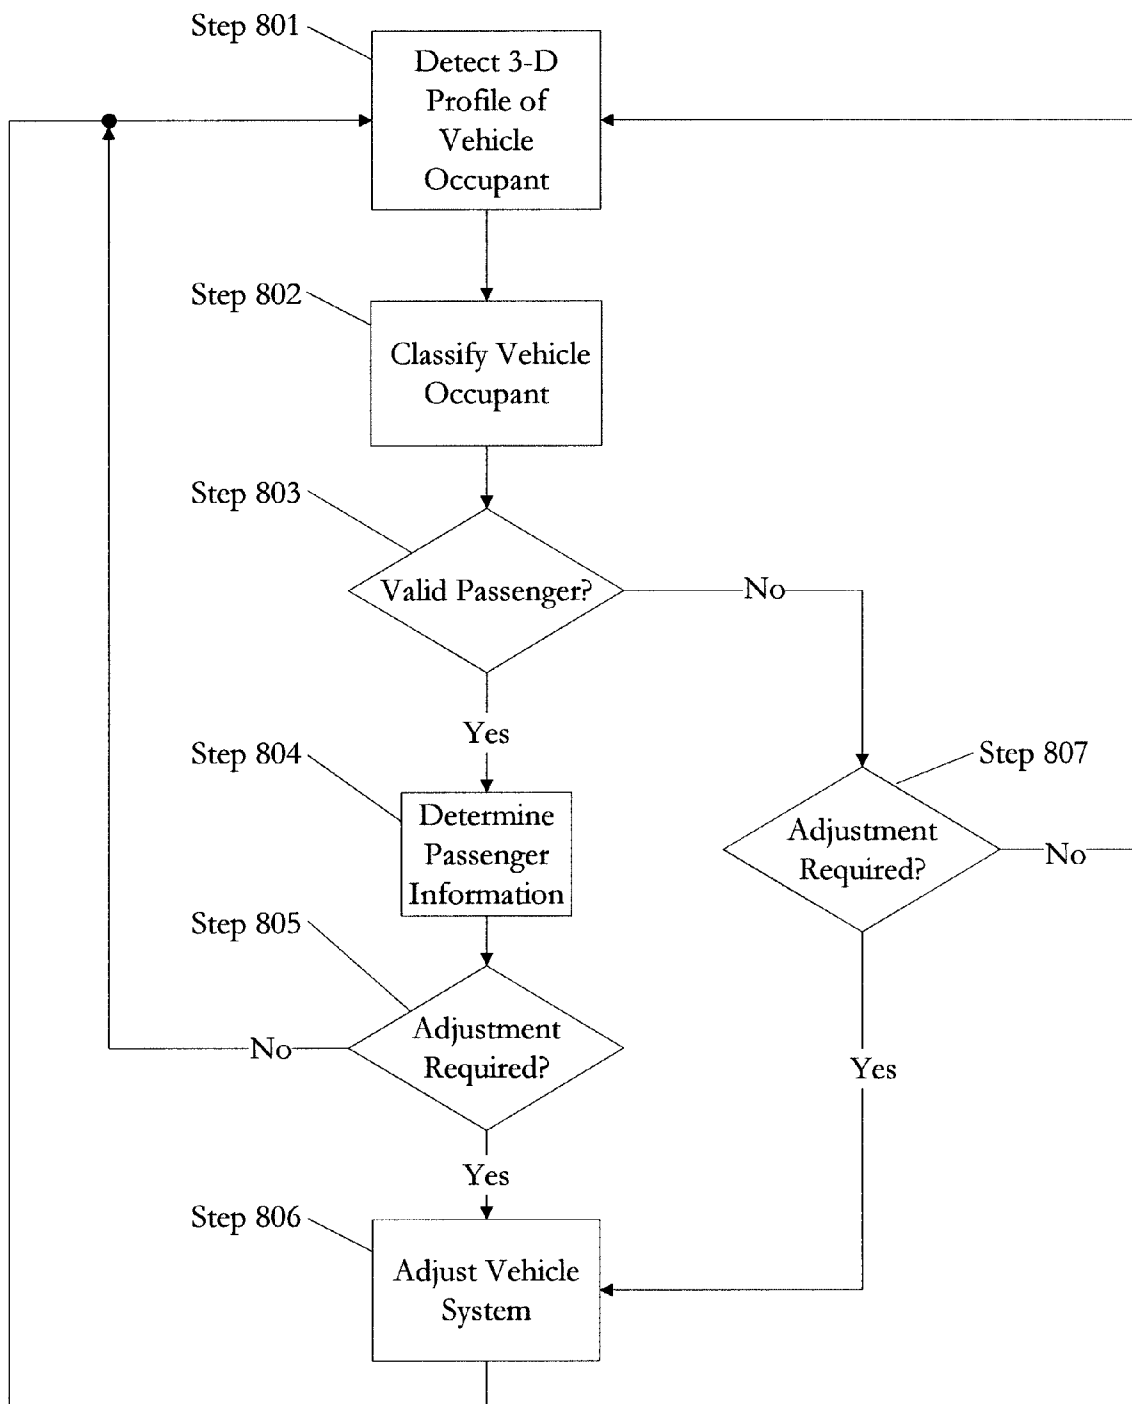 Step 801
Detect 3-D
Profile of
Vehicle
Occupant
Step 802
Classify Vehicle
Occupant
Step 803
Valid Passenger?
No
Yes
Step 804
Determine
Passenger
Information
Step 807
Adjustment
Required?
No
Step 805
Adjustment
Required?
No
Yes
Yes
Step 806
Adjust Vehicle
System